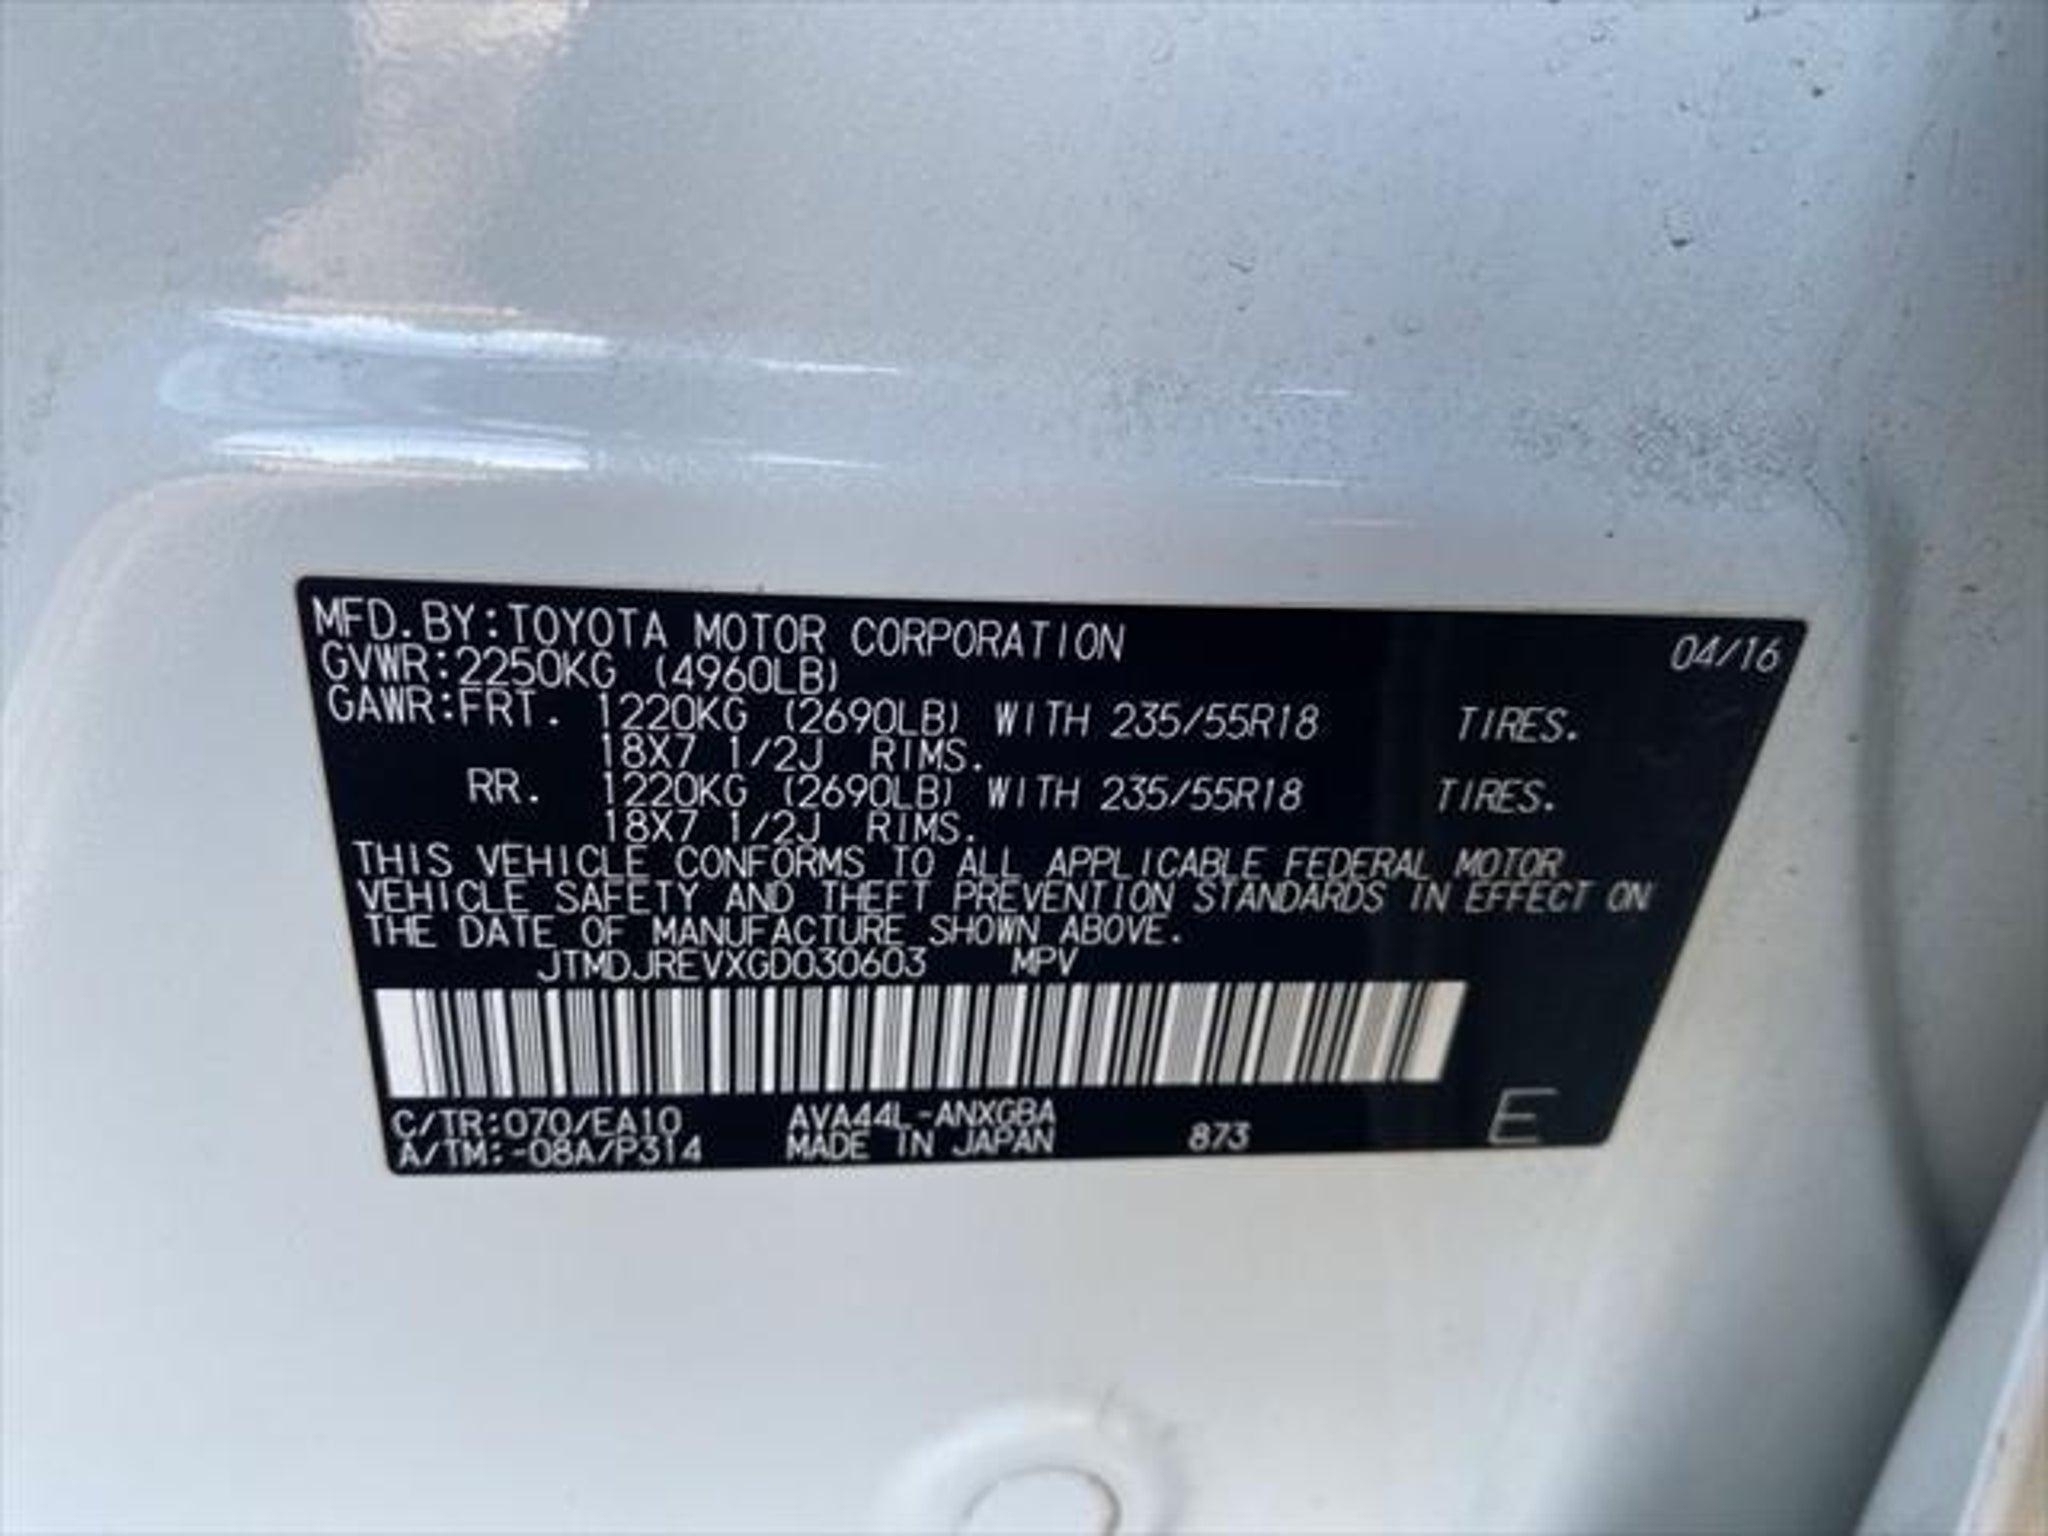 MFD.BY:TOYOTA MOTOR CORPORATION 04/16
GVWR:2250KG (4960LB)
GAWR:FRT. 1220KG (2690LB) WITH 235/55R18 TIRES.
18X7 1/2J RIMS.
RR. 1220KG (2690LB) WITH 235/55R18 TIRES.
18X7 1/2J RIMS.
THIS VEHICLE CONFORMS TO ALL APPLICABLE FEDERAL MOTOR
VEHICLE SAFETY AND THEFT PREVENTION STANDARDS IN EFFECT ON
THE DATE OF MANUFACTURE SHOWN ABOVE.
JTMDJREVXGD030603 MPV
C/TR:070/EA10 AVA44L-ANXGBA
A/TM:-08A/P314 MADE IN JAPAN 873 E